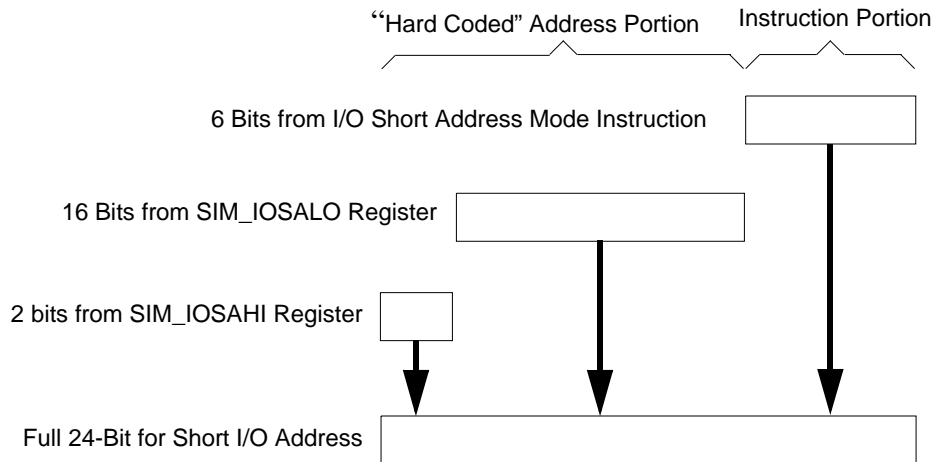 “Hard Coded” Address Portion
Instruction Portion
6 Bits from I/O Short Address Mode Instruction
16 Bits from SIM_IOSALO Register
2 bits from SIM_IOSAHI Register
Full 24-Bit for Short I/O Address